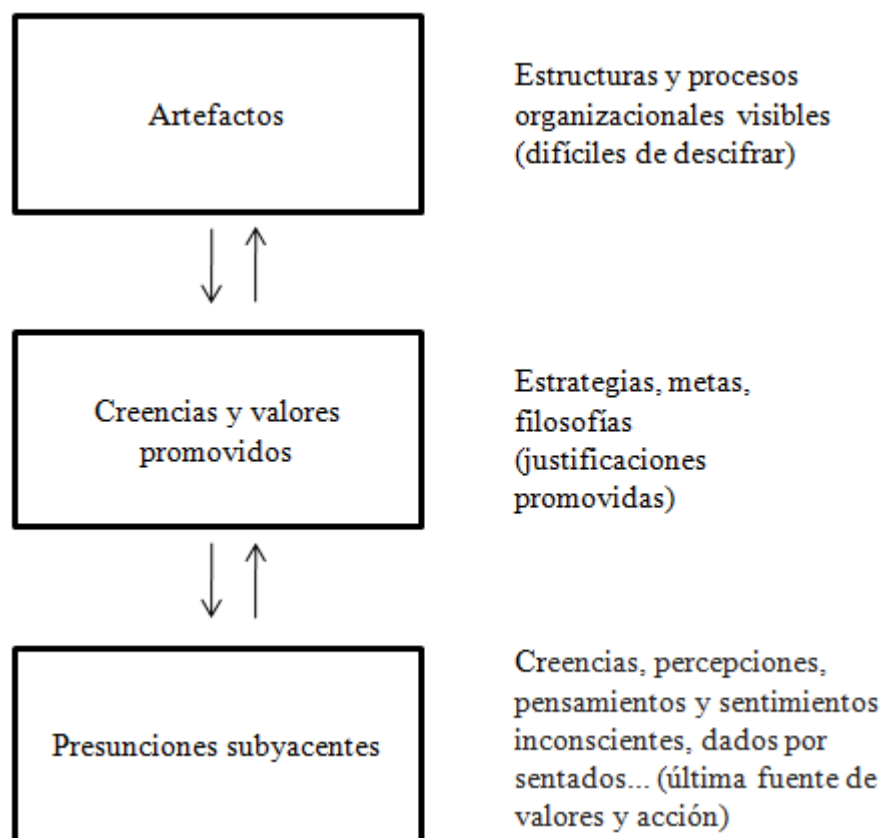 Artefactos
Estructuras y procesos
organizacionales visibles
(difíciles de descifrar)
Creencias y valores
promovidos
Estrategias, metas,
filosofías
(justificaciones
promovidas)
Presunciones subyacentes
Creencias, percepciones,
pensamientos y sentimientos
inconscientes, dados por
sentados... (última fuente de
valores y acción)